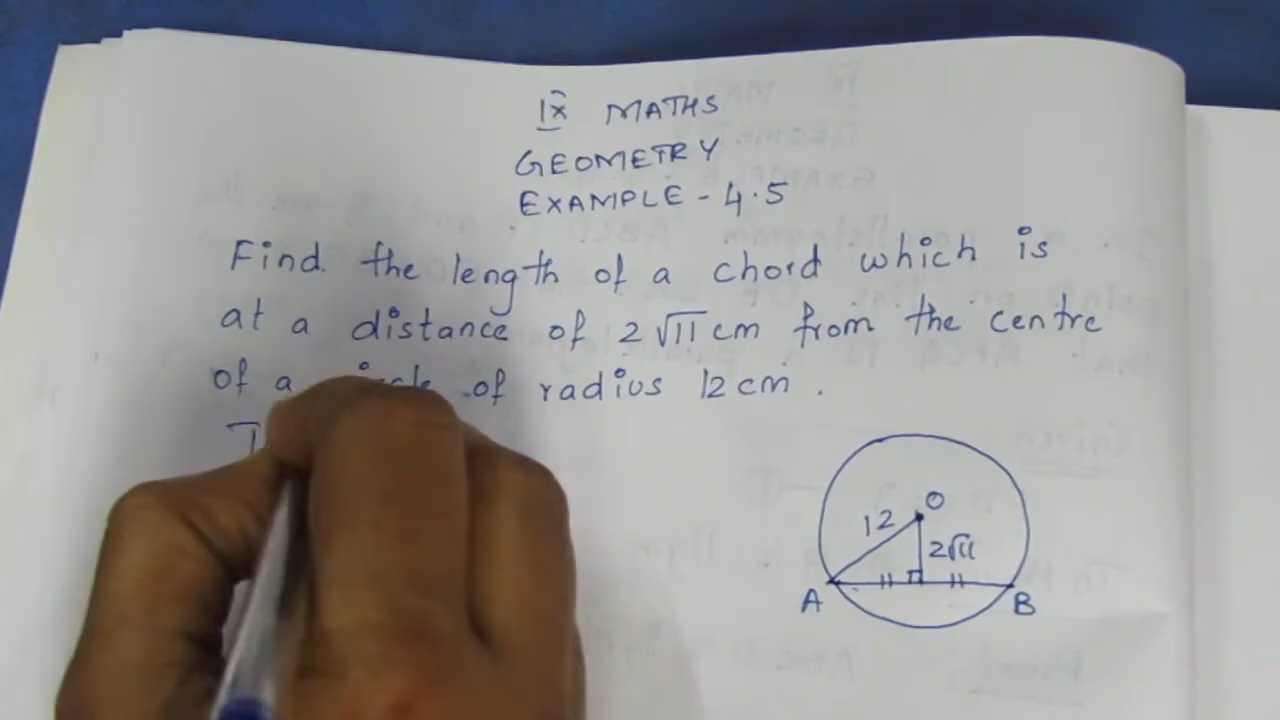 IX MATHS
GEOMETRY
EXAMPLE - 4.5
Find the length of a chord which is
at a distance of 2√11 cm from the centre
of a of radius 12 cm .
O
12
2√11
A B